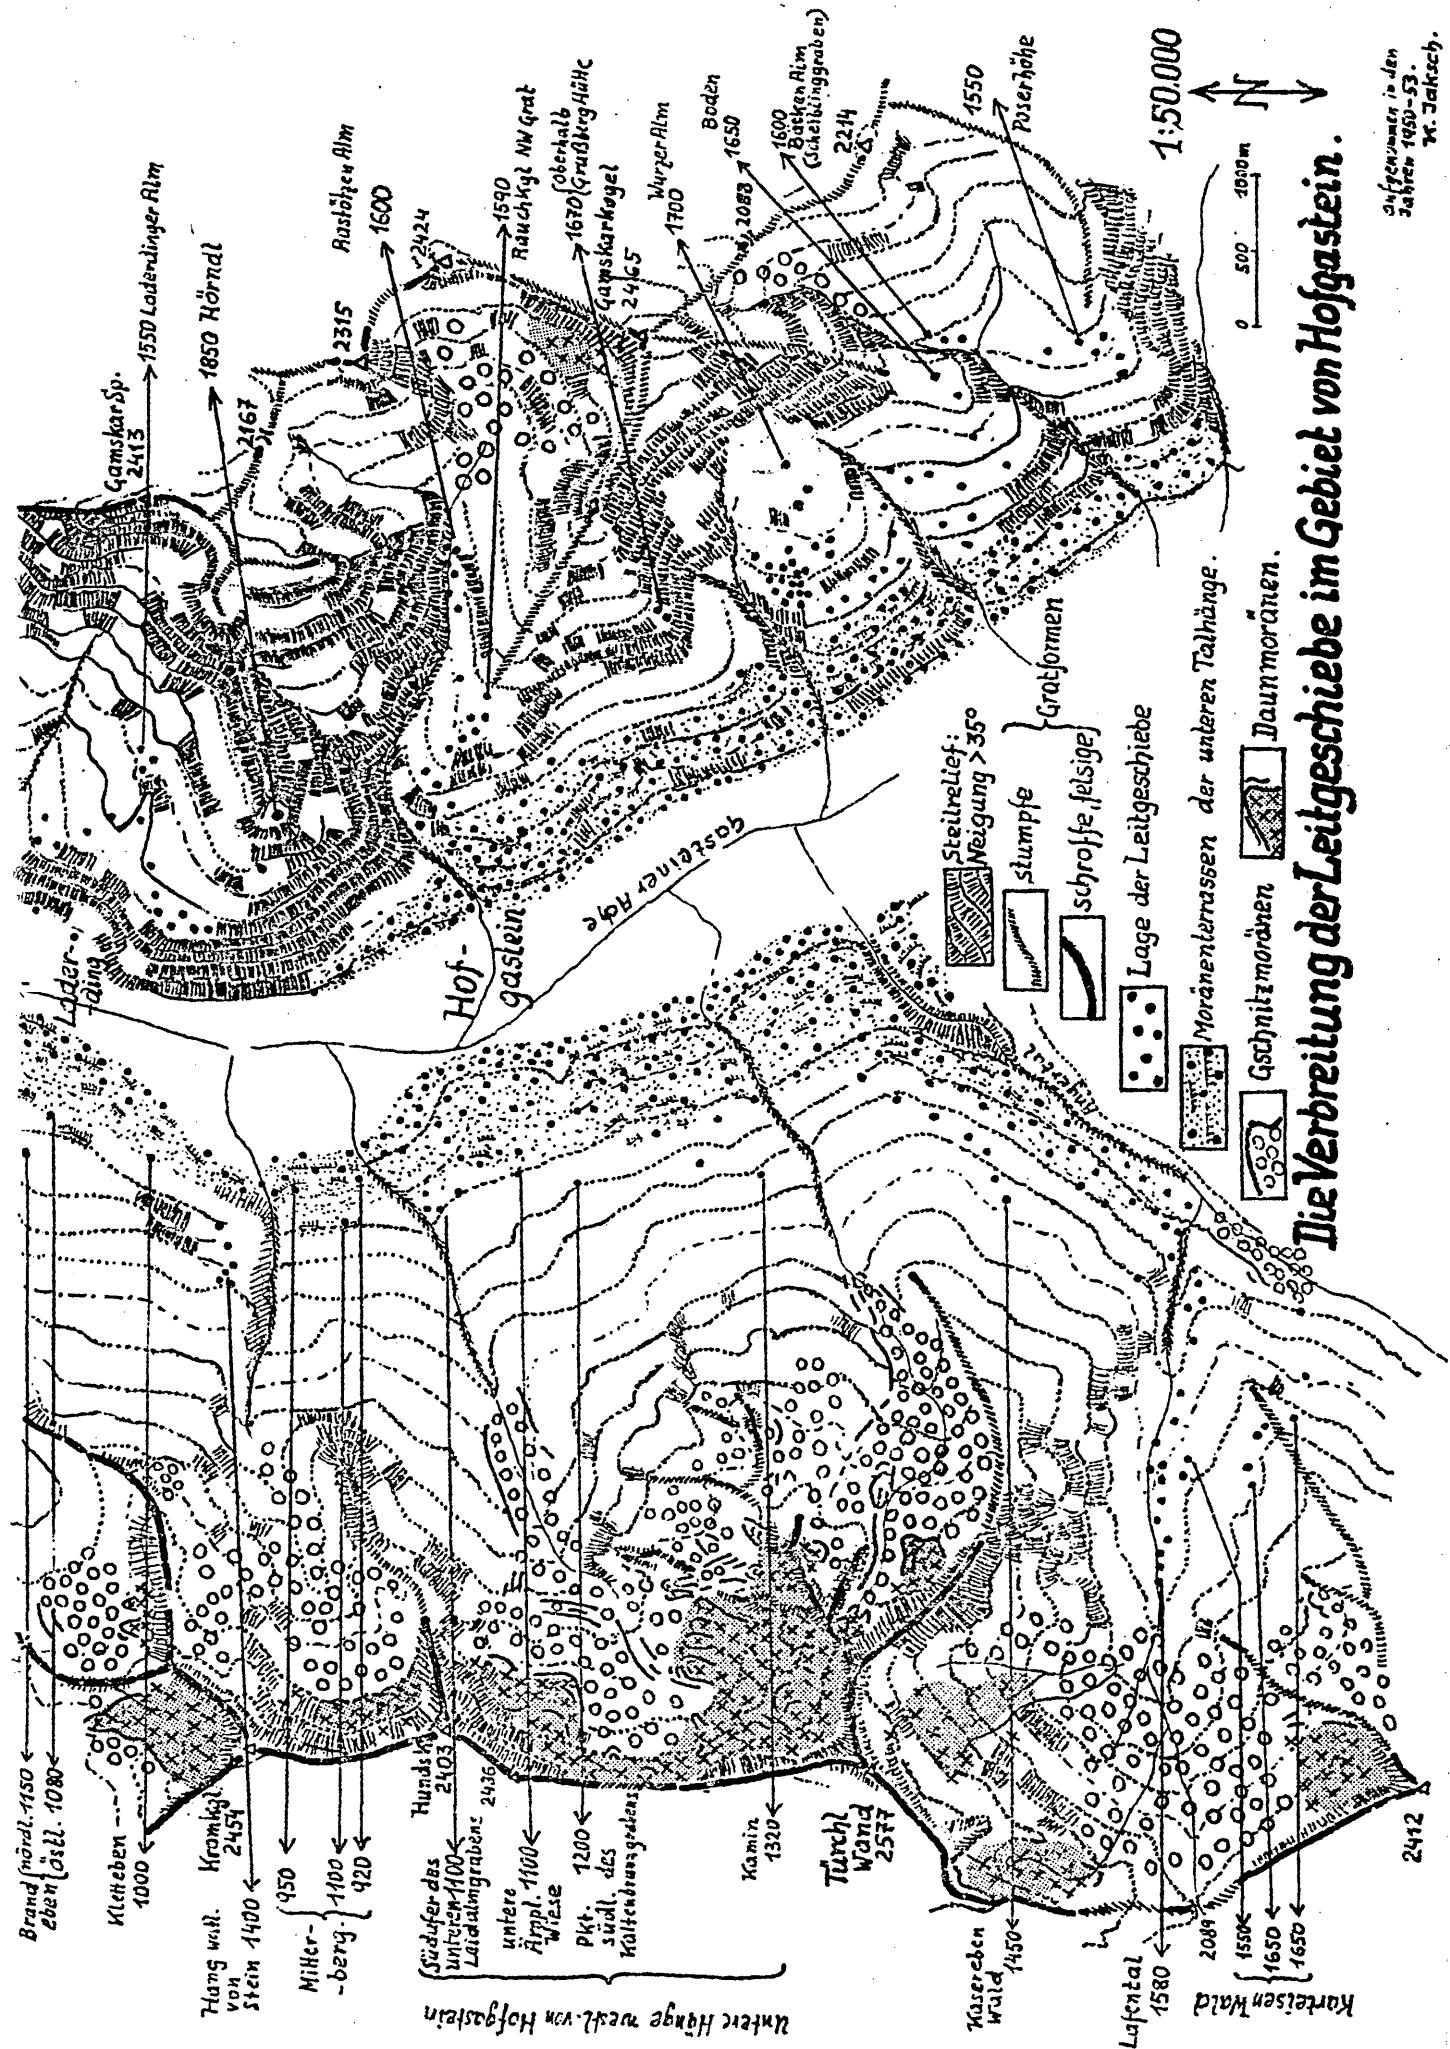 Die Verbreitung der Leitgeschiebe im Gebiet von Hofgastein.
aufgenommen in den
Jahren 1950-53.
W. Jaksch.
1:50.000
N
0 500 1000m
Steilrelief:
Neigung >35°
stumpfe
schroffe, felsige
Gratformen
Lage der Leitgeschiebe
Moränenterrassen der unteren Talhänge.
Gschnitzmoränen
Daunmoränen.
Gamskar Sp.
2413
1550 Laderdinger Alm
1850 Hörndl
2167
2315
Rastötzen Alm
1600
2424
1590
Rauchkgl NW Grat
1670 (oberhalb
Grußberg Hütte
Gamskarkogel
2465
Wurzer Alm
1700
2088
Boden
1650
1600
Backen Alm
(Scheiblinggraben)
2214
1550
Poserhöhe
Lader-
-ding
Hof-
gastein
Gasteiner Ache
Angertal
Brand
eben
nördl. 1150
östl. 1080
Kletteben
1000
Kramkgl
2454
Hang westl.
von
Stein 1400
Mitter-
-berg.
950
1100
920
Hundsk.
2403
2436
Südufer des
unteren 1100
Laidalmgrabens
untere
Ampl. 1100
Wiese
Pkt. 1200
südl. des
Kaltenbrunngrabens
Kamin
1320
Untere Hänge westl. von Hofgastein
Türchl
Wand
2577
Kasereben
Wald
1450
Lafental
1580
2089
1550
1650
1650
Karteisen Wald
2412